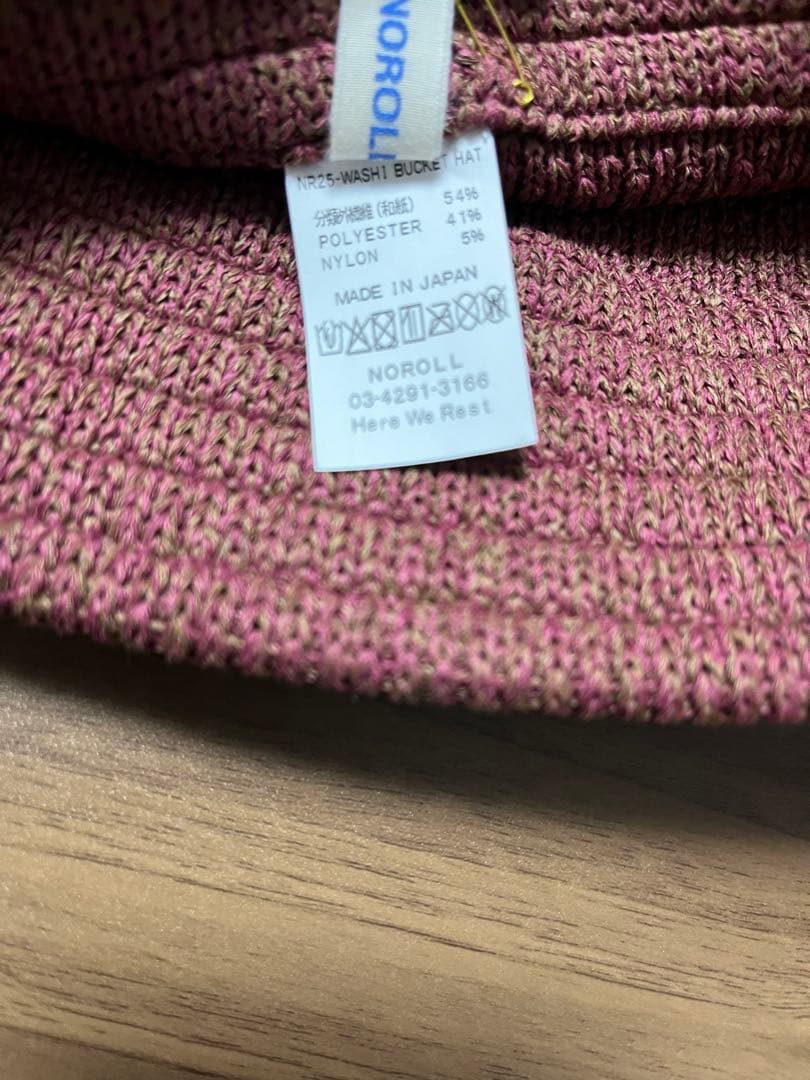 NOROLL
NR25-WASHI BUCKET HAT
分類外繊維(和紙) 54%
POLYESTER 41%
NYLON 5%
MADE IN JAPAN
NOROLL
03-4291-3166
Here We Rest